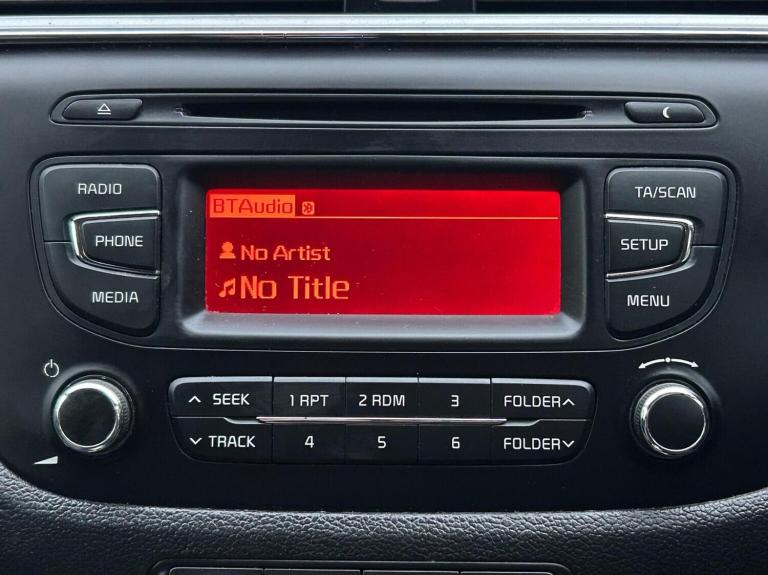 RADIO
PHONE
MEDIA
BTAudio
No Artist
No Title
TA/SCAN
SETUP
MENU
SEEK 1 RPT 2 RDM 3 FOLDER
TRACK 4 5 6 FOLDER